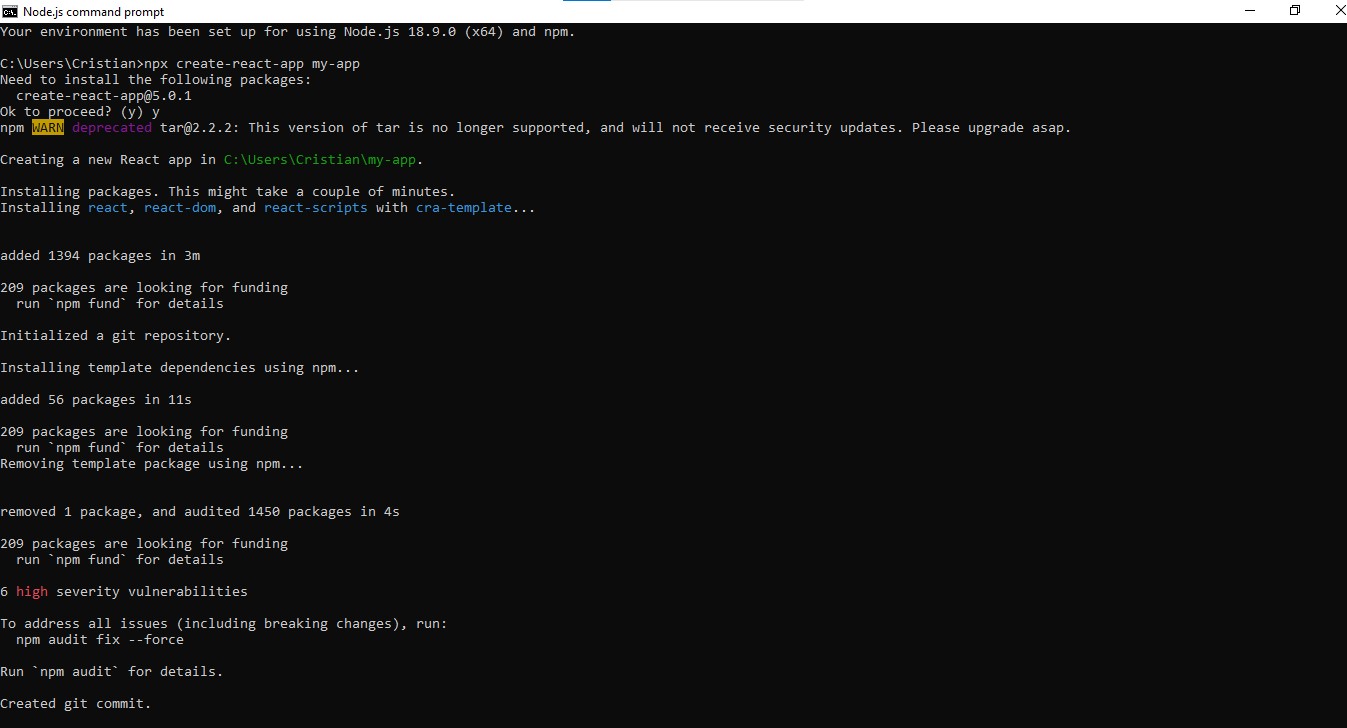 Node.js command prompt
Your environment has been set up for using Node.js 18.9.0 (x64) and npm.
C:\Users\Cristian>npx create-react-app my-app
Need to install the following packages:
  create-react-app@5.0.1
Ok to proceed? (y) y
npm WARN deprecated tar@2.2.2: This version of tar is no longer supported, and will not receive security updates. Please upgrade asap.
Creating a new React app in C:\Users\Cristian\my-app.
Installing packages. This might take a couple of minutes.
Installing react, react-dom, and react-scripts with cra-template...
added 1394 packages in 3m
209 packages are looking for funding
  run `npm fund` for details
Initialized a git repository.
Installing template dependencies using npm...
added 56 packages in 11s
209 packages are looking for funding
  run `npm fund` for details
Removing template package using npm...
removed 1 package, and audited 1450 packages in 4s
209 packages are looking for funding
  run `npm fund` for details
6 high severity vulnerabilities
To address all issues (including breaking changes), run:
  npm audit fix --force
Run `npm audit` for details.
Created git commit.